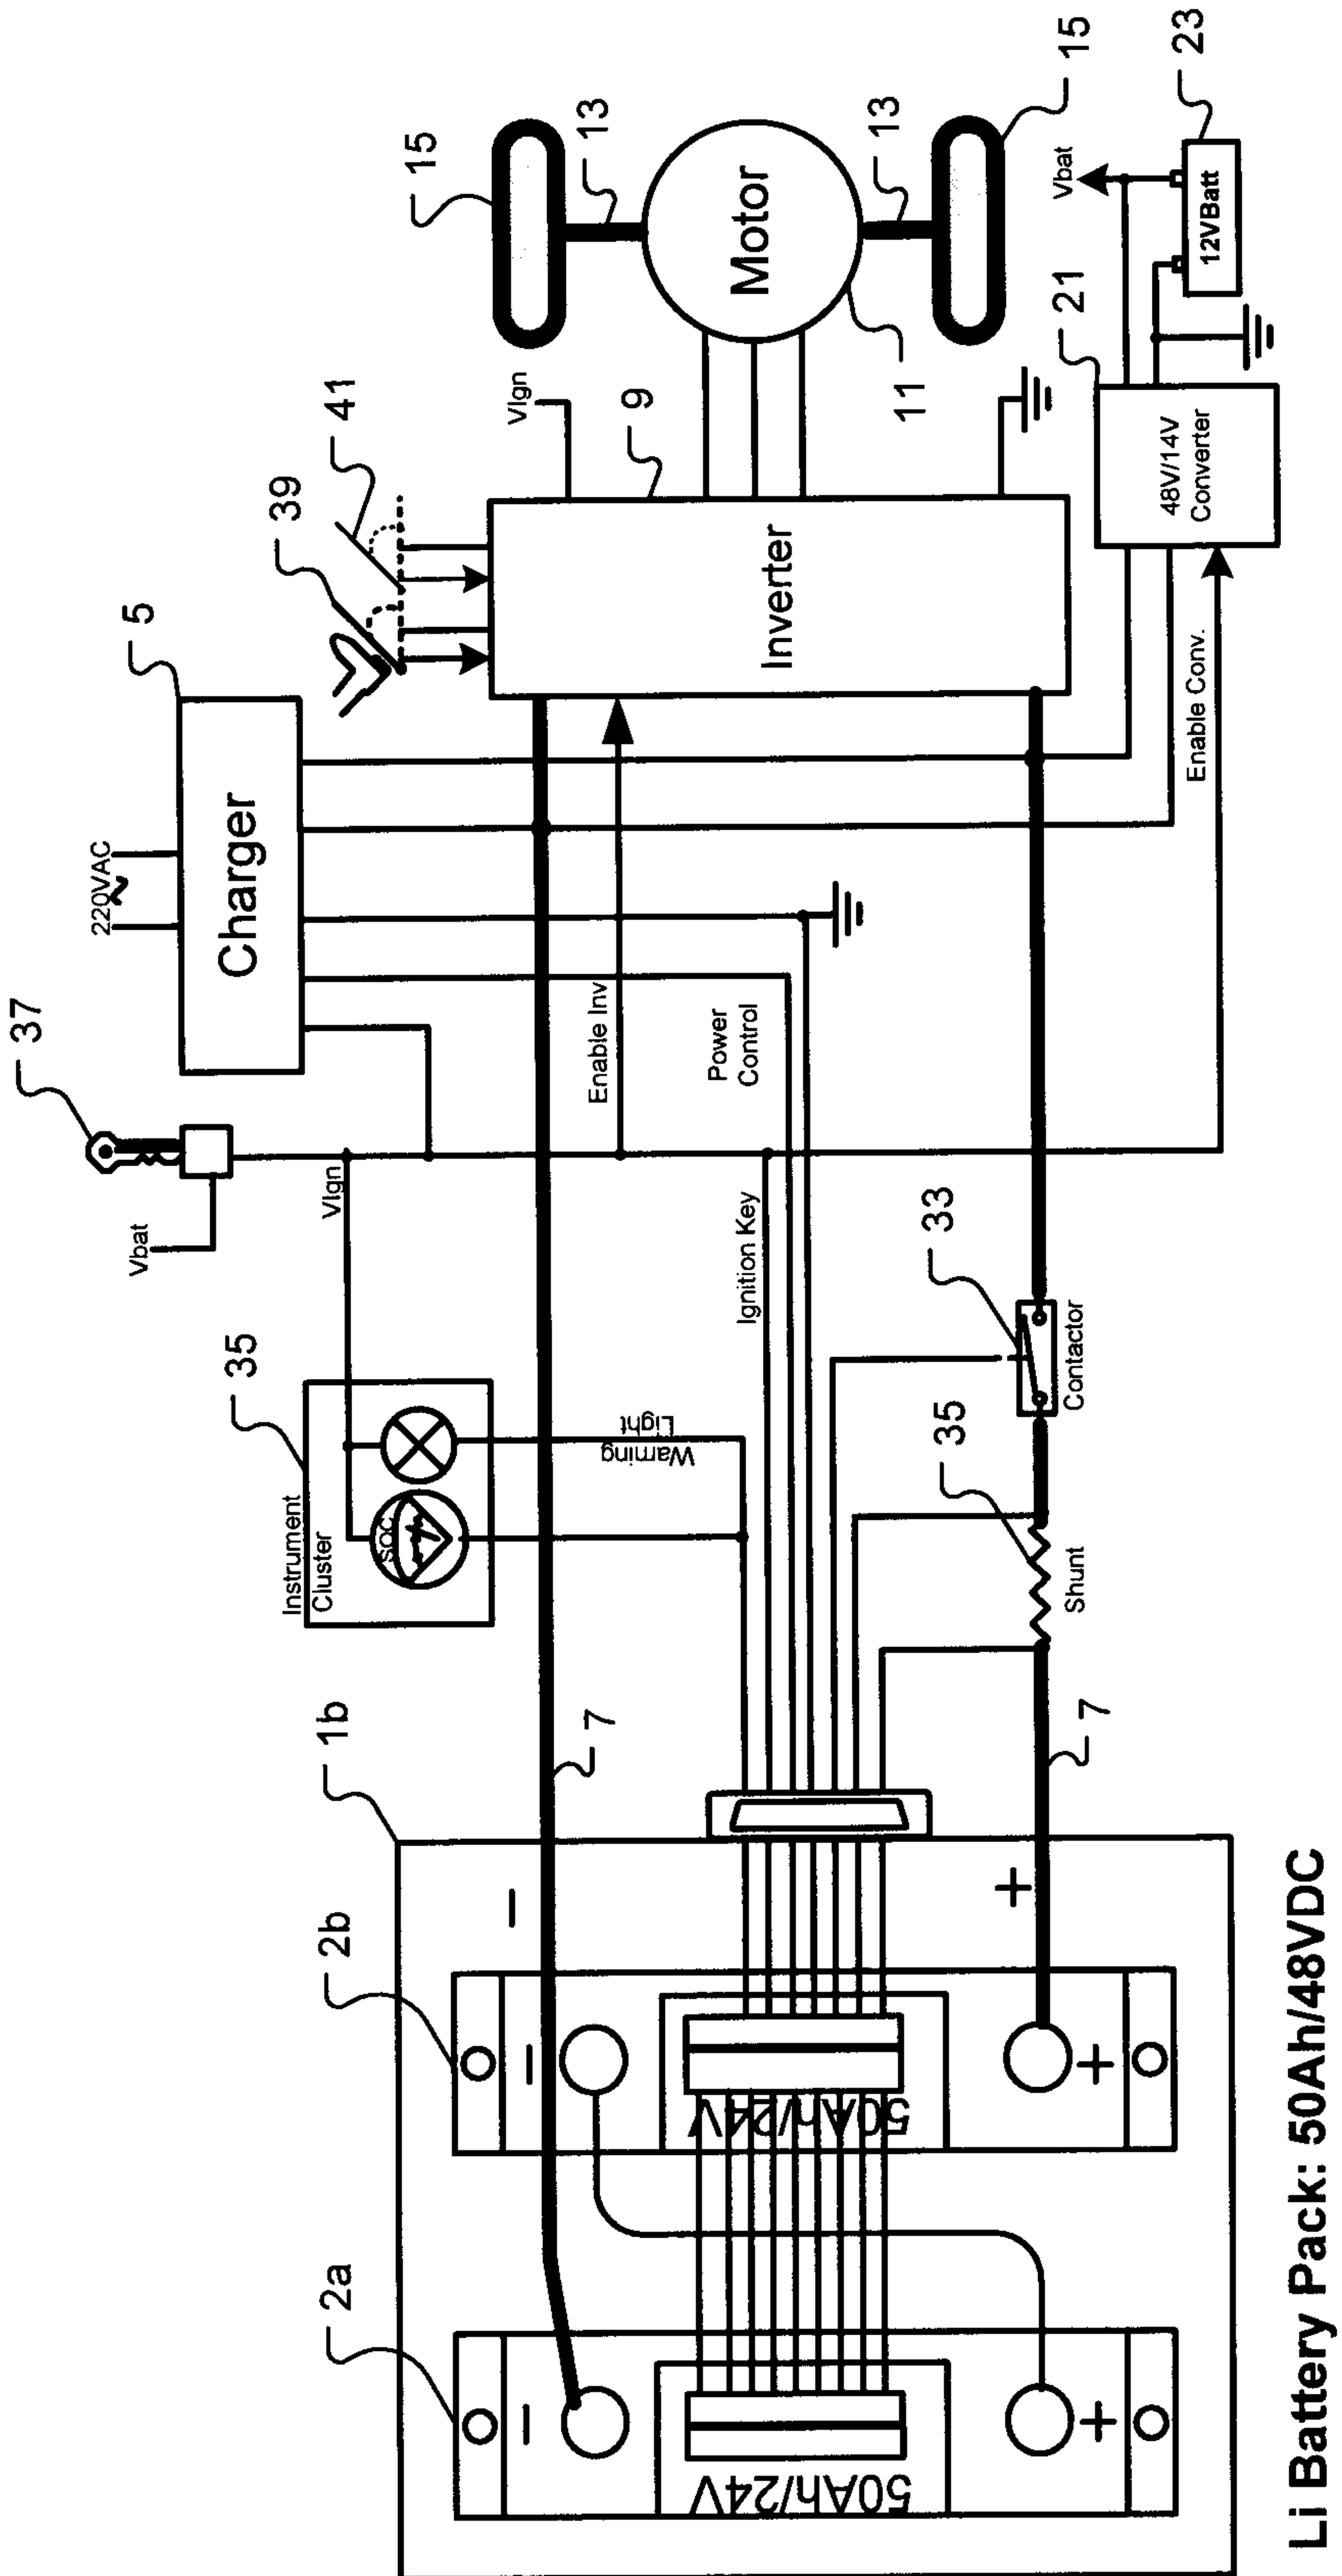 37
5
39
41
15
13
220VAC
Charger
Vbat
VIgn
VIgn
Motor
Inverter
9
11
13
15
Vbat
23
12VBatt
21
48V/14V
Converter
Enable Conv.
Enable Inv
Power
Control
Ignition Key
33
Contactor
35
Shunt
35
Instrument
Cluster
SOC
Warning
Light
7
7
1b
2b
2a
−
+
−
+
−
+
50Ah/24V
50Ah/24V
Li Battery Pack: 50Ah/48VDC